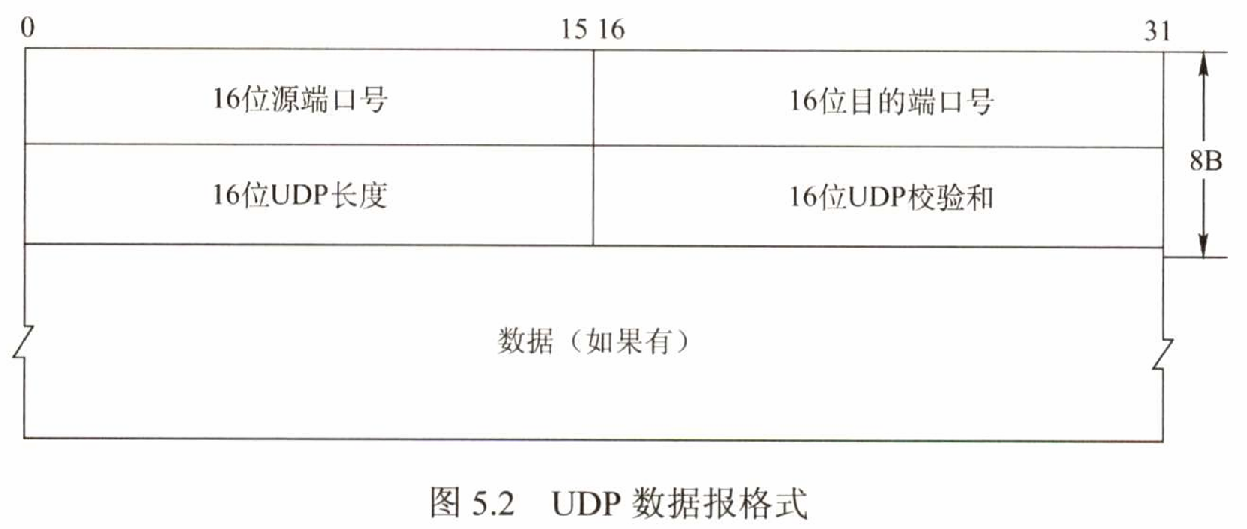 0 15 16 31
16位源端口号 16位目的端口号
8B
16位UDP长度 16位UDP校验和
数据（如果有）
图 5.2 UDP 数据报格式